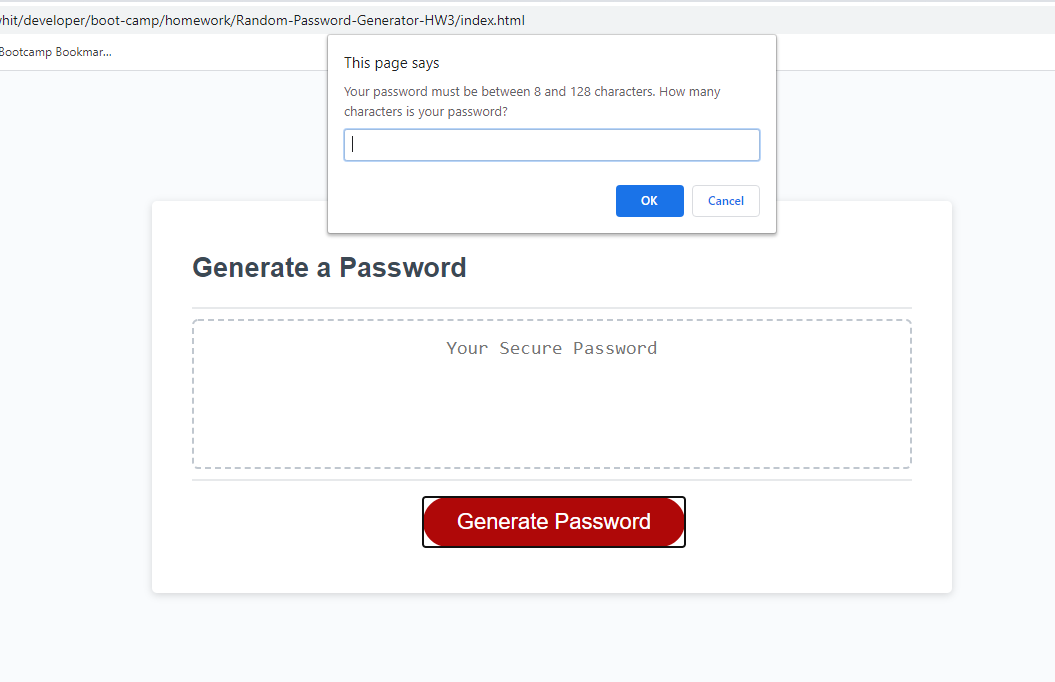 hit/developer/boot-camp/homework/Random-Password-Generator-HW3/index.html
Bootcamp Bookmar...
This page says
Your password must be between 8 and 128 characters. How many
characters is your password?
OK Cancel
Generate a Password
Your Secure Password
Generate Password